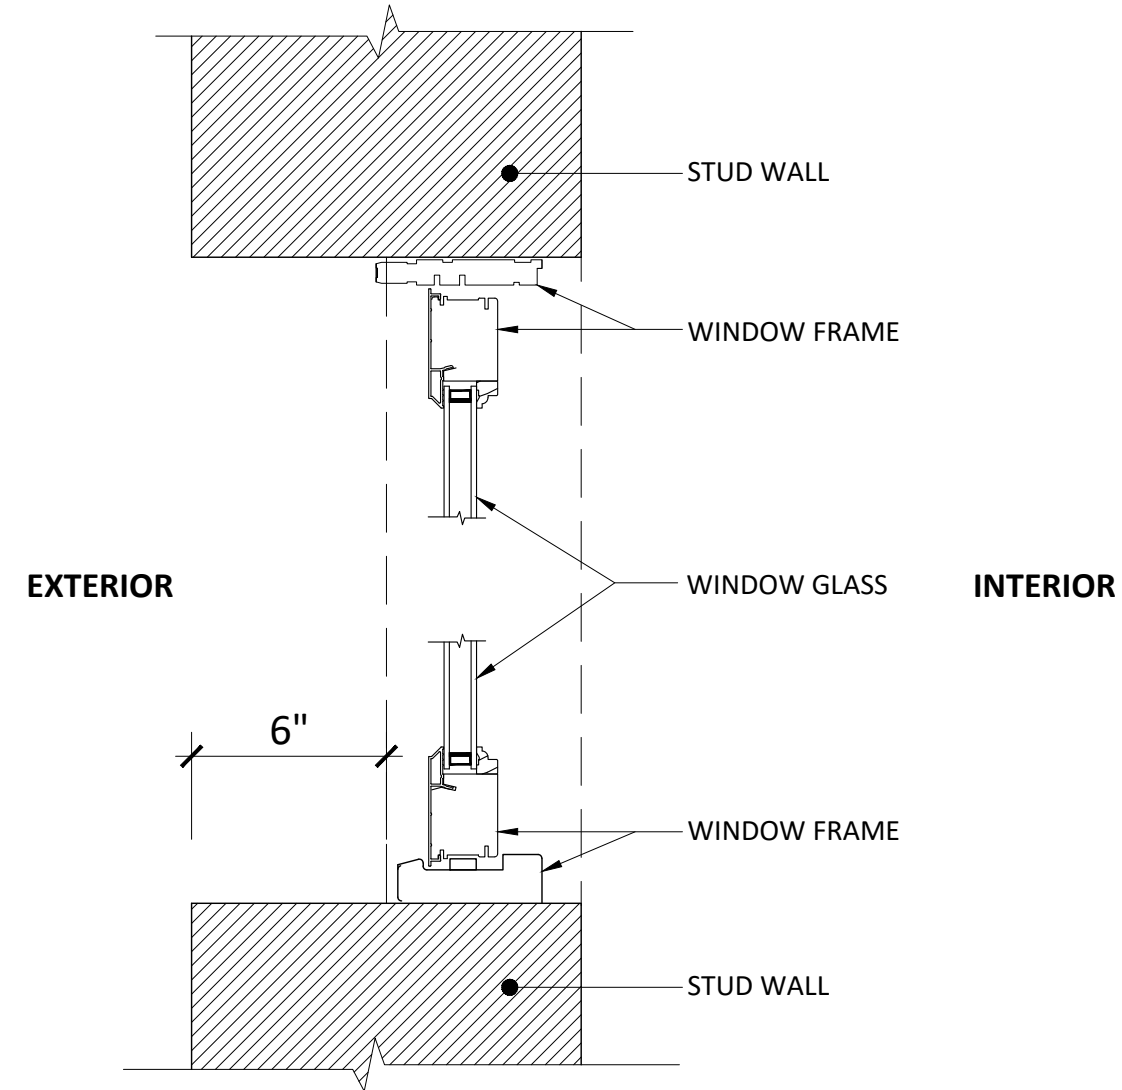 STUD WALL
WINDOW FRAME
EXTERIOR
WINDOW GLASS
INTERIOR
6"
WINDOW FRAME
STUD WALL